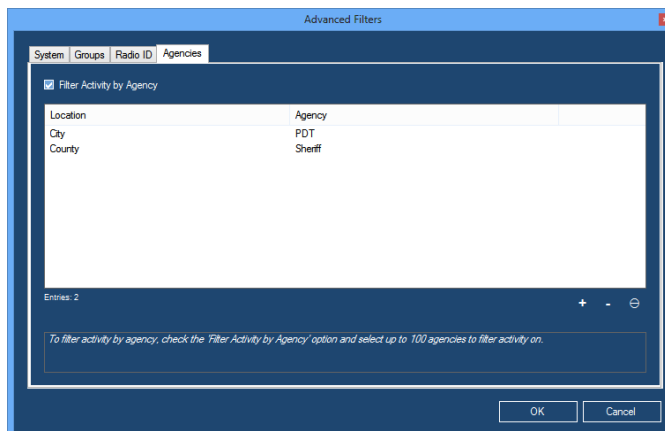 Advanced Filters
System Groups Radio ID Agencies
Filter Activity by Agency
Location Agency
City PDT
County Sheriff
Entries: 2
+ - ⊖
To filter activity by agency, check the 'Filter Activity by Agency' option and select up to 100 agencies to filter activity on.
OK Cancel